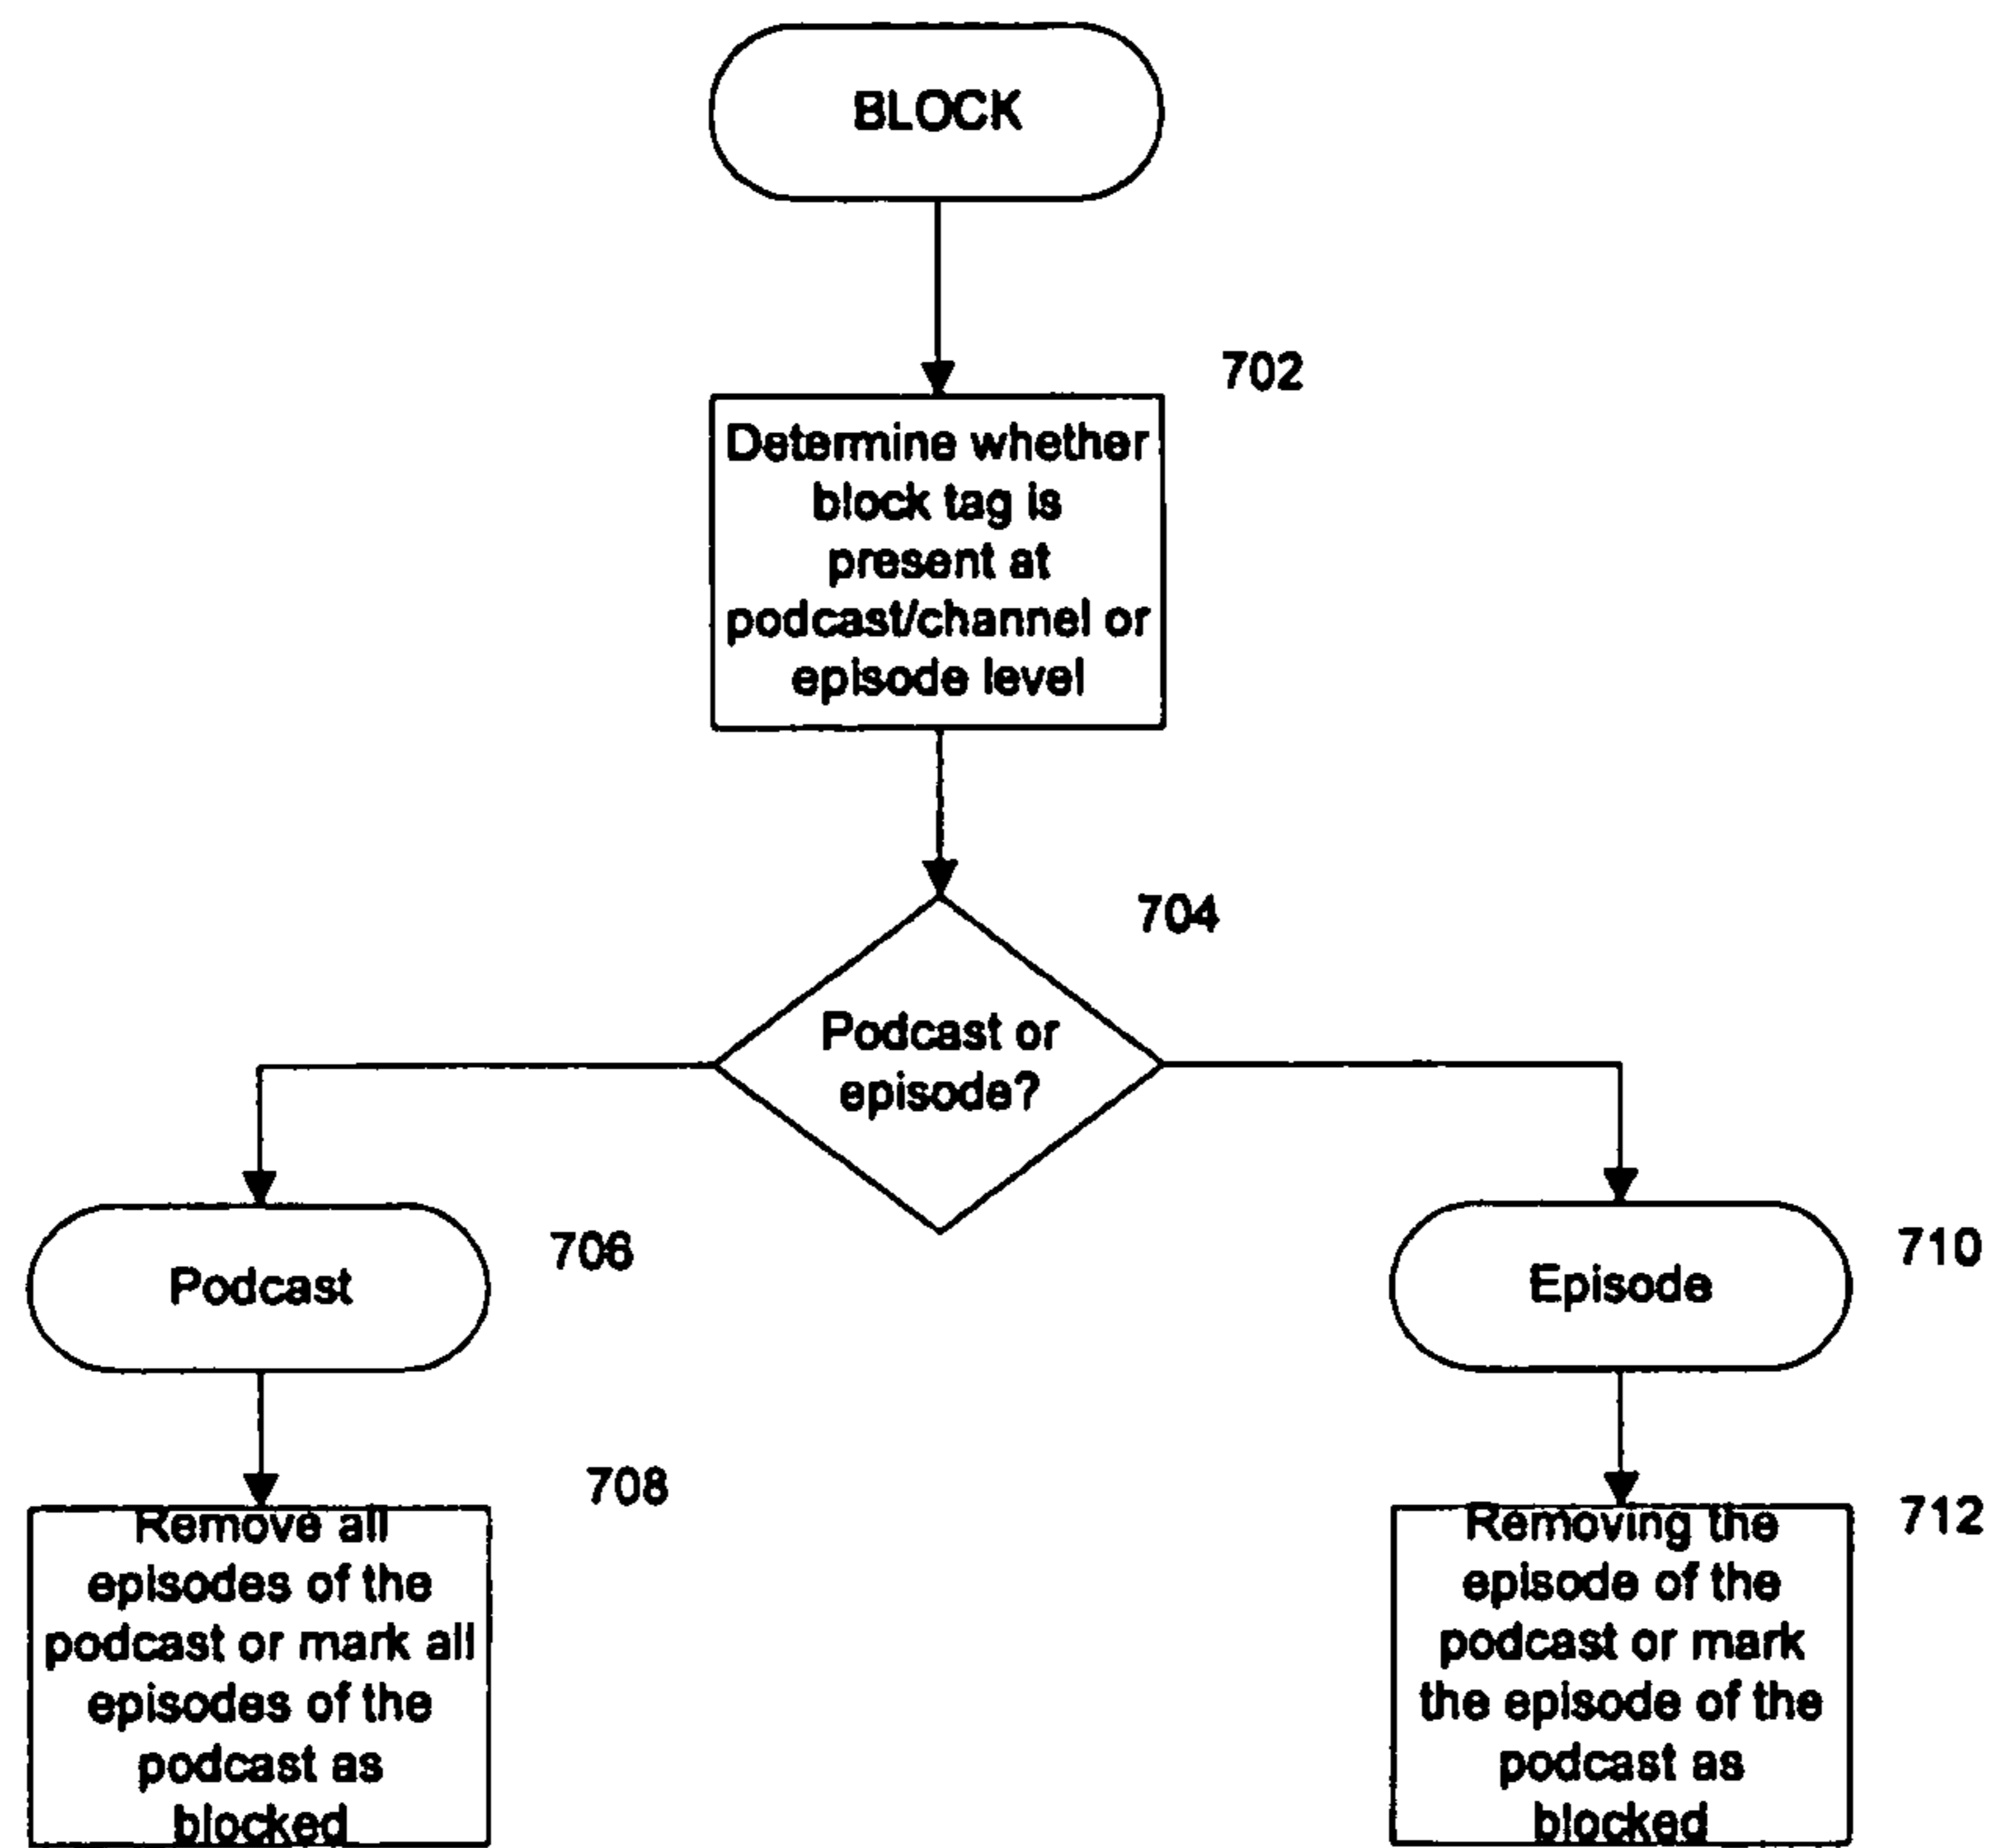 BLOCK
702
Determine whether
block tag is
present at
podcast/channel or
episode level
704
Podcast or
episode?
706
Podcast
710
Episode
708
Remove all
episodes of the
podcast or mark all
episodes of the
podcast as
blocked
712
Removing the
episode of the
podcast or mark
the episode of the
podcast as
blocked